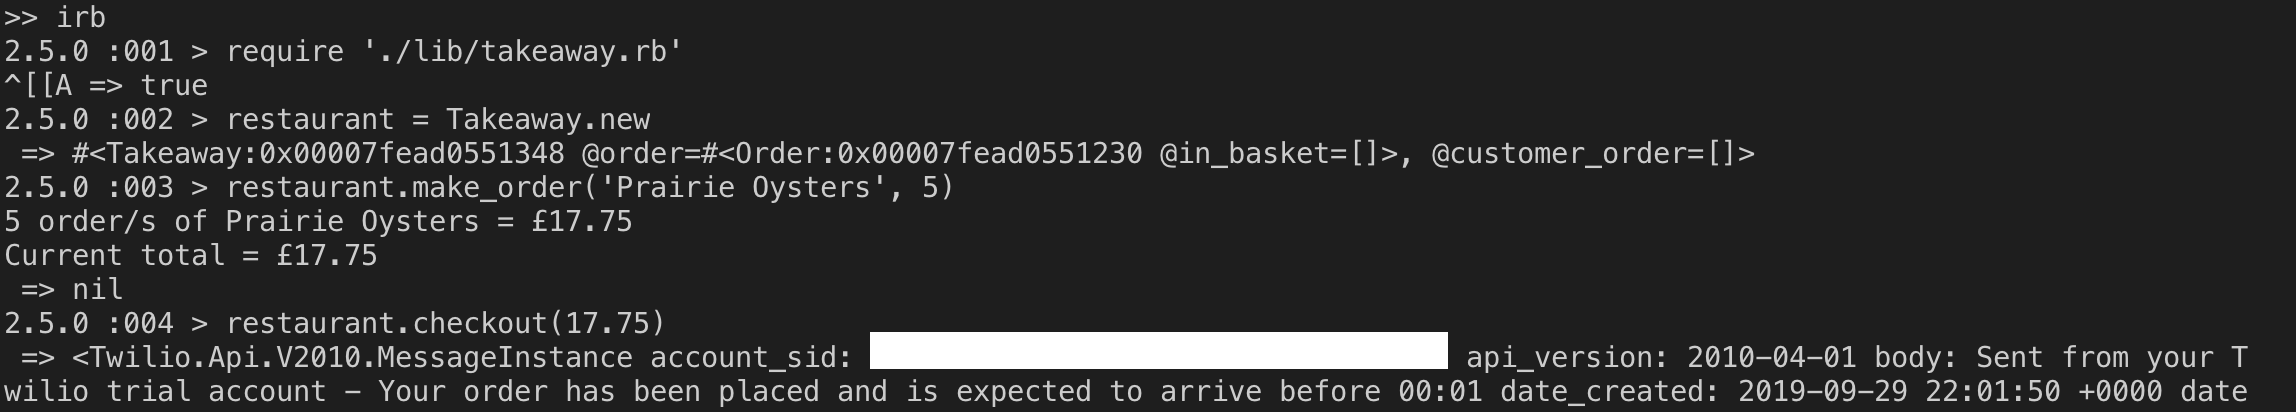 >> irb
2.5.0 :001 > require './lib/takeaway.rb'
^[[A => true
2.5.0 :002 > restaurant = Takeaway.new
 => #<Takeaway:0x00007fead0551348 @order=#<Order:0x00007fead0551230 @in_basket=[]>, @customer_order=[]>
2.5.0 :003 > restaurant.make_order('Prairie Oysters', 5)
5 order/s of Prairie Oysters = £17.75
Current total = £17.75
 => nil
2.5.0 :004 > restaurant.checkout(17.75)
 => <Twilio.Api.V2010.MessageInstance account_sid: api_version: 2010-04-01 body: Sent from your T
wilio trial account - Your order has been placed and is expected to arrive before 00:01 date_created: 2019-09-29 22:01:50 +0000 date